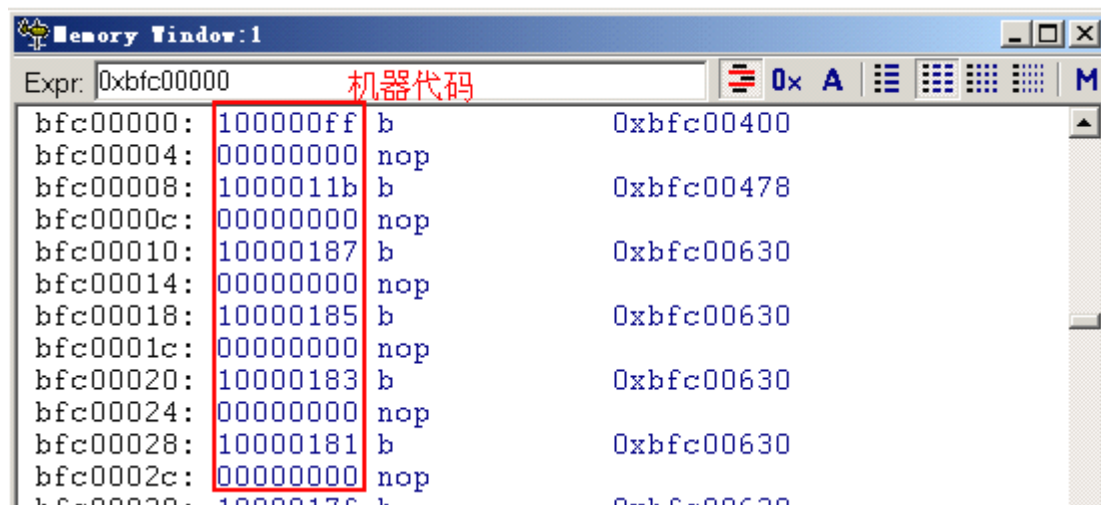 Memory Window:1
Expr: 0xbfc00000 机器代码 0x A M
bfc00000: 100000ff b 0xbfc00400
bfc00004: 00000000 nop
bfc00008: 1000011b b 0xbfc00478
bfc0000c: 00000000 nop
bfc00010: 10000187 b 0xbfc00630
bfc00014: 00000000 nop
bfc00018: 10000185 b 0xbfc00630
bfc0001c: 00000000 nop
bfc00020: 10000183 b 0xbfc00630
bfc00024: 00000000 nop
bfc00028: 10000181 b 0xbfc00630
bfc0002c: 00000000 nop